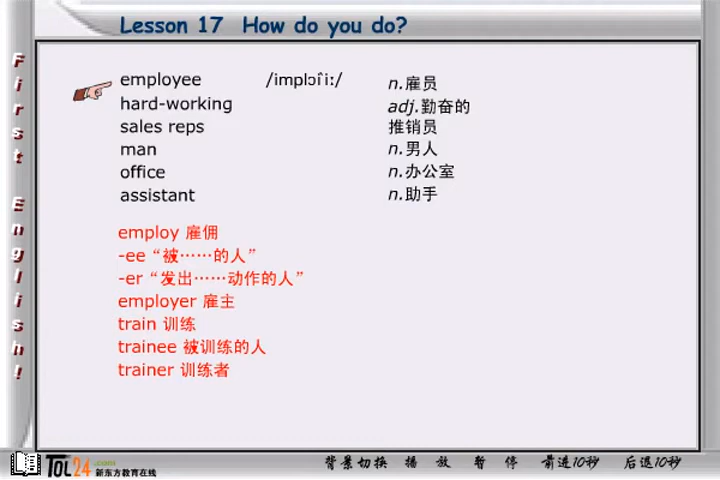 Lesson 17 How do you do?
First English!
employee /implɔiiː/ n.雇员
hard-working adj.勤奋的
sales reps 推销员
man n.男人
office n.办公室
assistant n.助手
employ 雇佣
-ee“被……的人”
-er“发出……动作的人”
employer 雇主
train 训练
trainee 被训练的人
trainer 训练者
TOL24.com 新东方教育在线
背景切换 播放 暂停 前进10秒 后退10秒